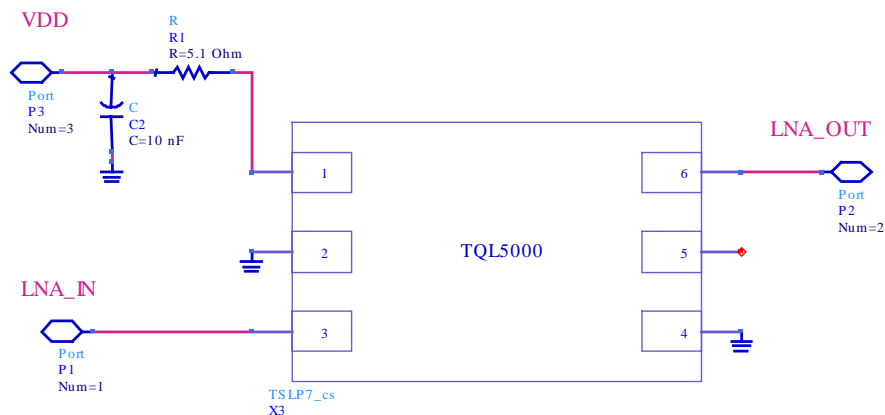 VDD
R
R1
R=5.1 Ohm
Port
P3
Num=3
C
C2
C=10 nF
LNA_OUT
1
6
Port
P2
Num=2
2
TQL5000
5
LNA_IN
3
4
Port
P1
Num=1
TSLP7_cs
X3